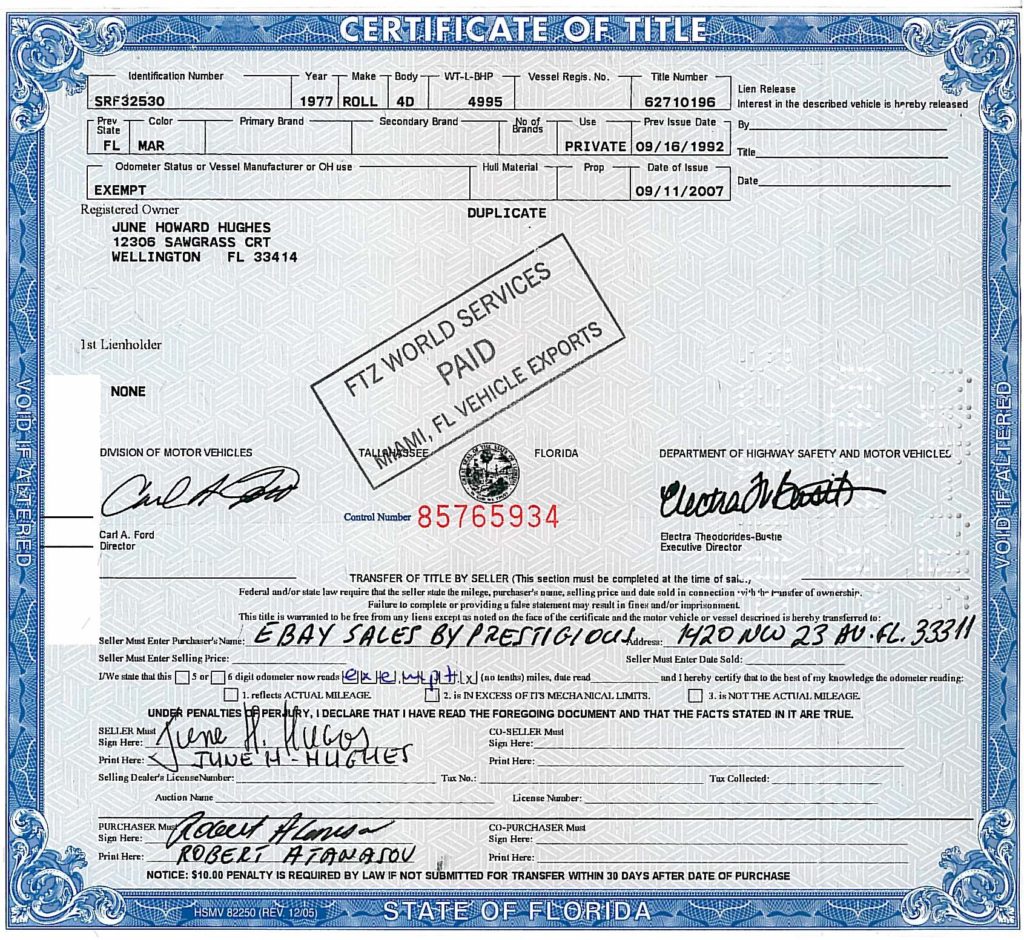 CERTIFICATE OF TITLE
Identification Number Year Make Body WT-L-BHP Vessel Regis. No. Title Number
SRF32530 1977 ROLL 4D 4995 62710196
Lien Release
Interest in the described vehicle is hereby released
Prev State Color Primary Brand Secondary Brand No of Brands Use Prev Issue Date
FL MAR PRIVATE 09/16/1992
By
Title
Odometer Status or Vessel Manufacturer or OH use Hull Material Prop Date of Issue
EXEMPT 09/11/2007
Date
Registered Owner DUPLICATE
JUNE HOWARD HUGHES
12306 SAWGRASS CRT
WELLINGTON FL 33414
FTZ WORLD SERVICES
PAID
MIAMI, FL VEHICLE EXPORTS
1st Lienholder
NONE
VOID IF ALTERED
VOID IF ALTERED
DIVISION OF MOTOR VEHICLES TALLAHASSEE FLORIDA DEPARTMENT OF HIGHWAY SAFETY AND MOTOR VEHICLES
Control Number 85765934
Carl A. Ford
Director
Electra Theodorides-Bustle
Executive Director
TRANSFER OF TITLE BY SELLER (This section must be completed at the time of sale.)
Federal and/or state law require that the seller state the milege, purchaser's name, selling price and date sold in connection with the transfer of ownership.
Failure to complete or providing a false statement may result in fines and/or imprisonment.
This title is warranted to be free from any liens except as noted on the face of the certificate and the motor vehicle or vessel described is hereby transferred to:
Seller Must Enter Purchaser's Name: EBAY SALES BY PRESTIGIOUS Address: 1420 NW 23 AV. FL. 33311
Seller Must Enter Selling Price: Seller Must Enter Date Sold:
I/We state that this 5 or 6 digit odometer now reads exempt (no tenths) miles, date read and I hereby certify that to the best of my knowledge the odometer reading:
1. reflects ACTUAL MILEAGE. 2. is IN EXCESS OF ITS MECHANICAL LIMITS. 3. is NOT THE ACTUAL MILEAGE.
UNDER PENALTIES OF PERJURY, I DECLARE THAT I HAVE READ THE FOREGOING DOCUMENT AND THAT THE FACTS STATED IN IT ARE TRUE.
SELLER Must Sign Here: June H. Hughes CO-SELLER Must Sign Here:
Print Here: JUNE H-HUGHES Print Here:
Selling Dealer's License Number: Tax No.: Tax Collected:
Auction Name License Number:
PURCHASER Must Sign Here: CO-PURCHASER Must Sign Here:
Print Here: ROBERT ATANASOV Print Here:
NOTICE: $10.00 PENALTY IS REQUIRED BY LAW IF NOT SUBMITTED FOR TRANSFER WITHIN 30 DAYS AFTER DATE OF PURCHASE
HSMV 82250 (REV. 12/05) STATE OF FLORIDA